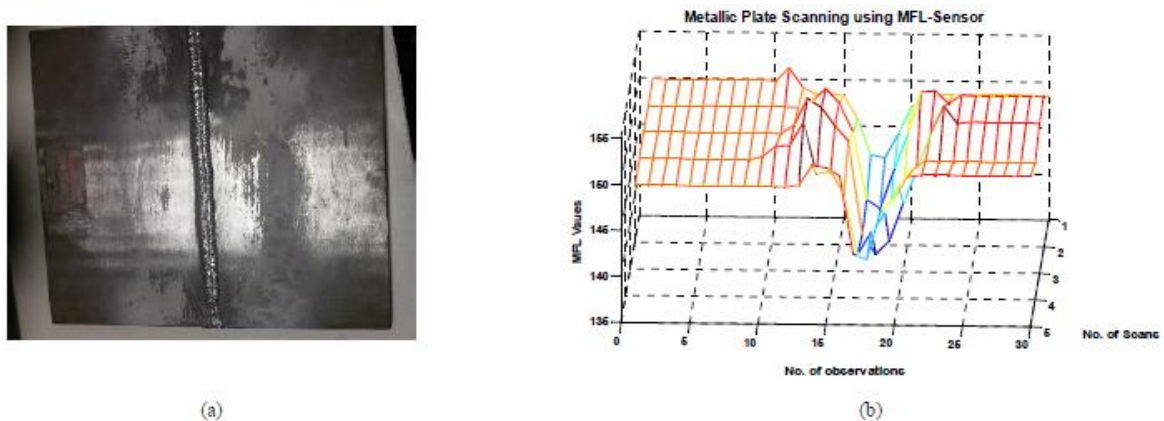 Metallic Plate Scanning using MFL-Sensor
155
150
145
140
135
MFL Values
0
5
10
15
20
25
30
1
2
3
4
5
No. of Scans
No. of observations
(a)
(b)